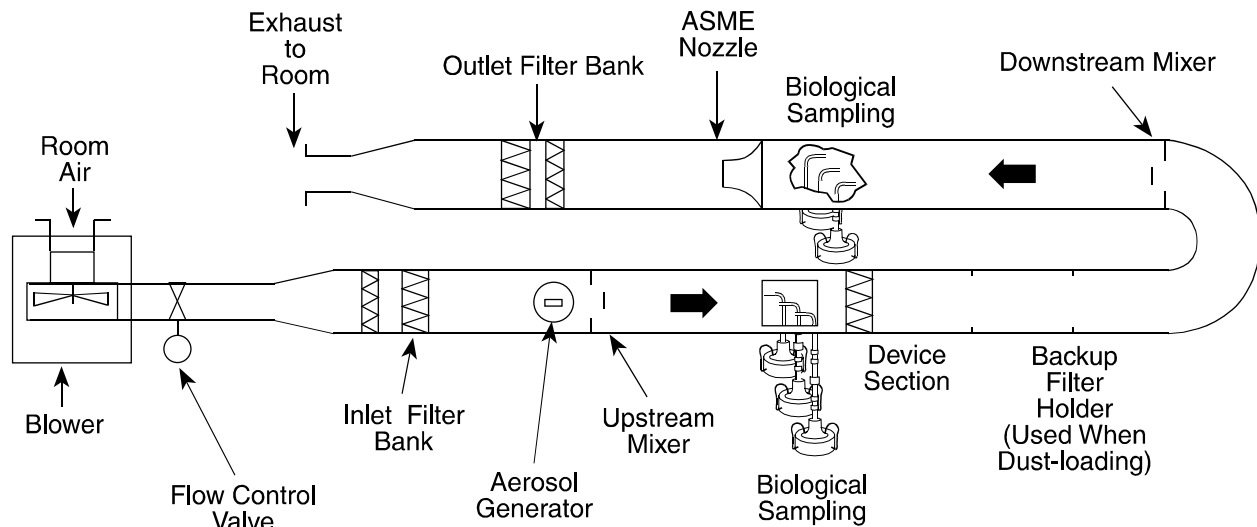 Exhaust
to
Room
ASME
Nozzle
Outlet Filter Bank
Biological
Sampling
Downstream Mixer
Room
Air
Blower
Flow Control
Valve
Inlet Filter
Bank
Aerosol
Generator
Upstream
Mixer
Biological
Sampling
Device
Section
Backup
Filter
Holder
(Used When
Dust-loading)